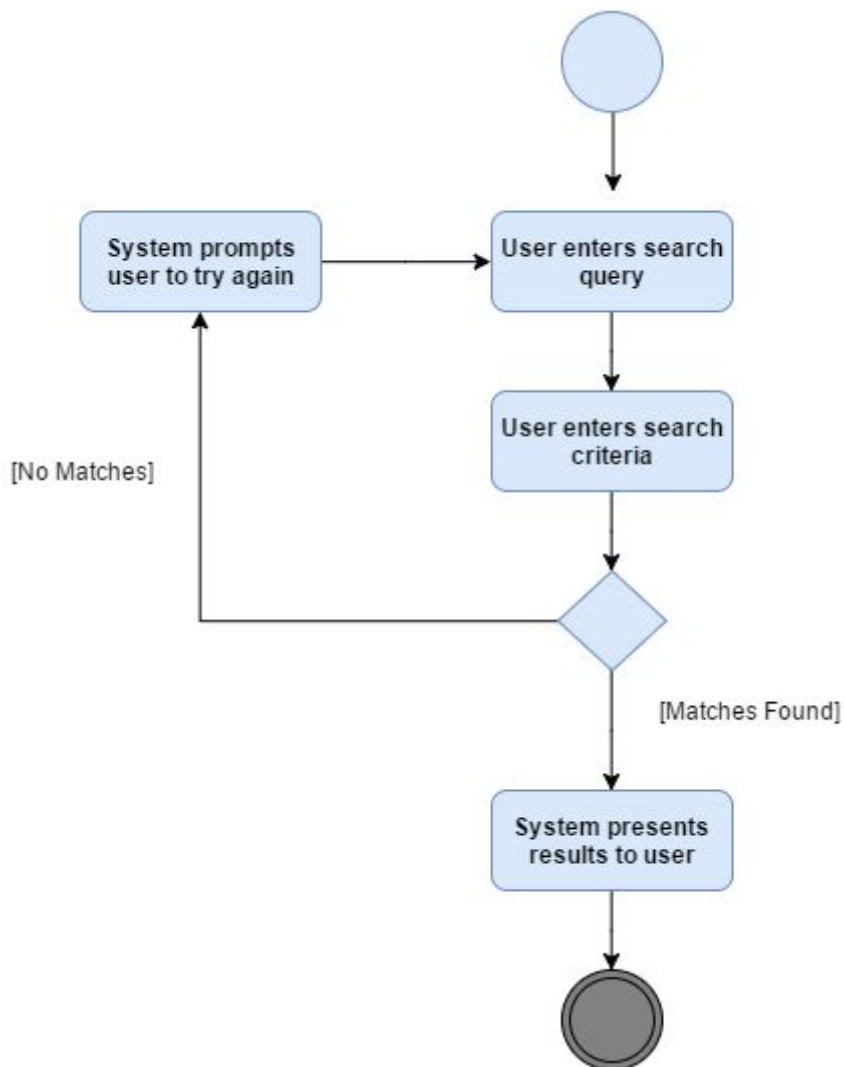 System prompts
user to try again
User enters search
query
User enters search
criteria
[No Matches]
[Matches Found]
System presents
results to user